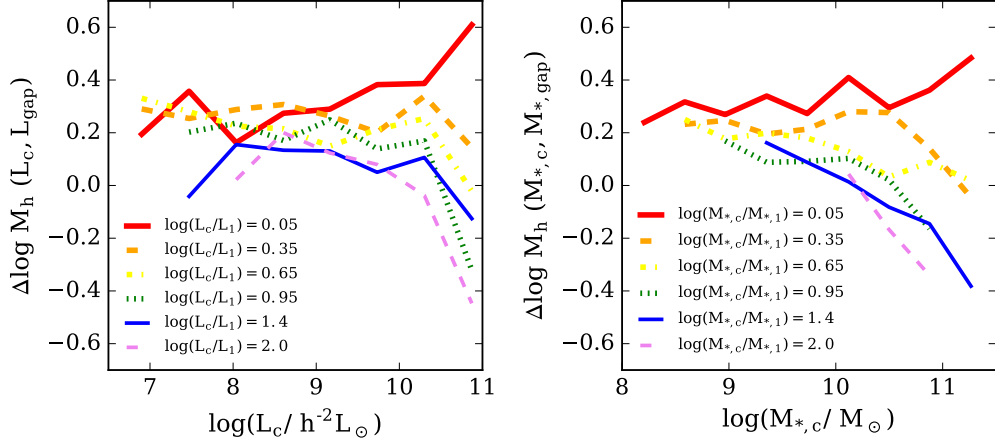 0.6
0.4
0.2
0.0
−0.2
−0.4
−0.6
Δlog M_h (L_c, L_gap)
log(L_c/L_1)=0.05
log(L_c/L_1)=0.35
log(L_c/L_1)=0.65
log(L_c/L_1)=0.95
log(L_c/L_1)=1.4
log(L_c/L_1)=2.0
7 8 9 10 11
log(L_c/ h^-2 L_⊙)
0.6
0.4
0.2
0.0
−0.2
−0.4
−0.6
Δlog M_h (M_*,c, M_*,gap)
log(M_*,c/M_*,1)=0.05
log(M_*,c/M_*,1)=0.35
log(M_*,c/M_*,1)=0.65
log(M_*,c/M_*,1)=0.95
log(M_*,c/M_*,1)=1.4
log(M_*,c/M_*,1)=2.0
8 9 10 11
log(M_*,c/ M_⊙)